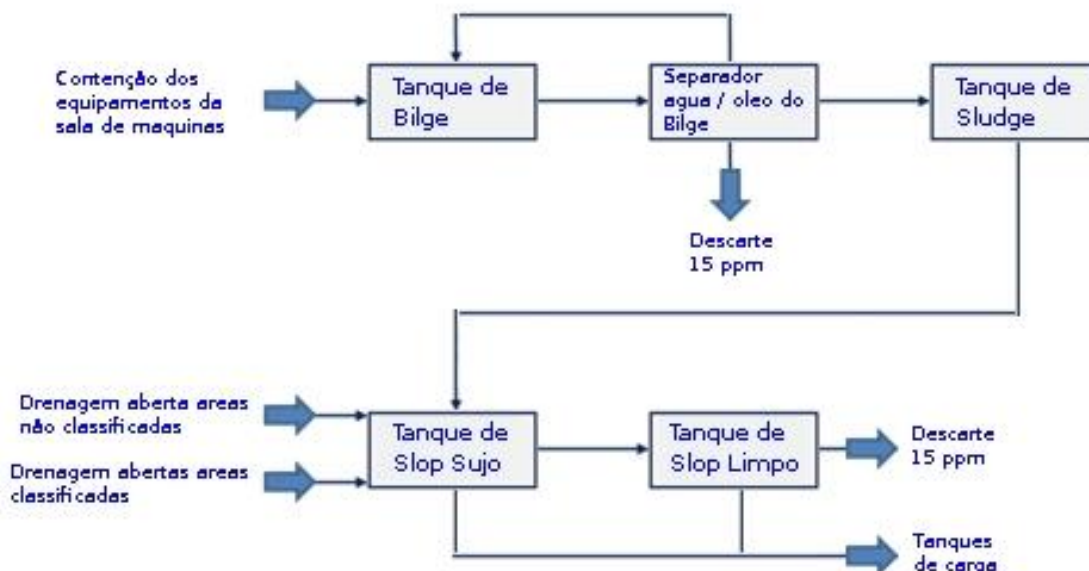 Contenção dos
equipamentos da
sala de maquinas
Tanque de
Bilge
Separador
agua / oleo do
Bilge
Tanque de
Sludge
Descarte
15 ppm
Drenagem aberta areas
não classificadas
Drenagem abertas areas
classificadas
Tanque de
Slop Sujo
Tanque de
Slop Limpo
Descarte
15 ppm
Tanques
de carga